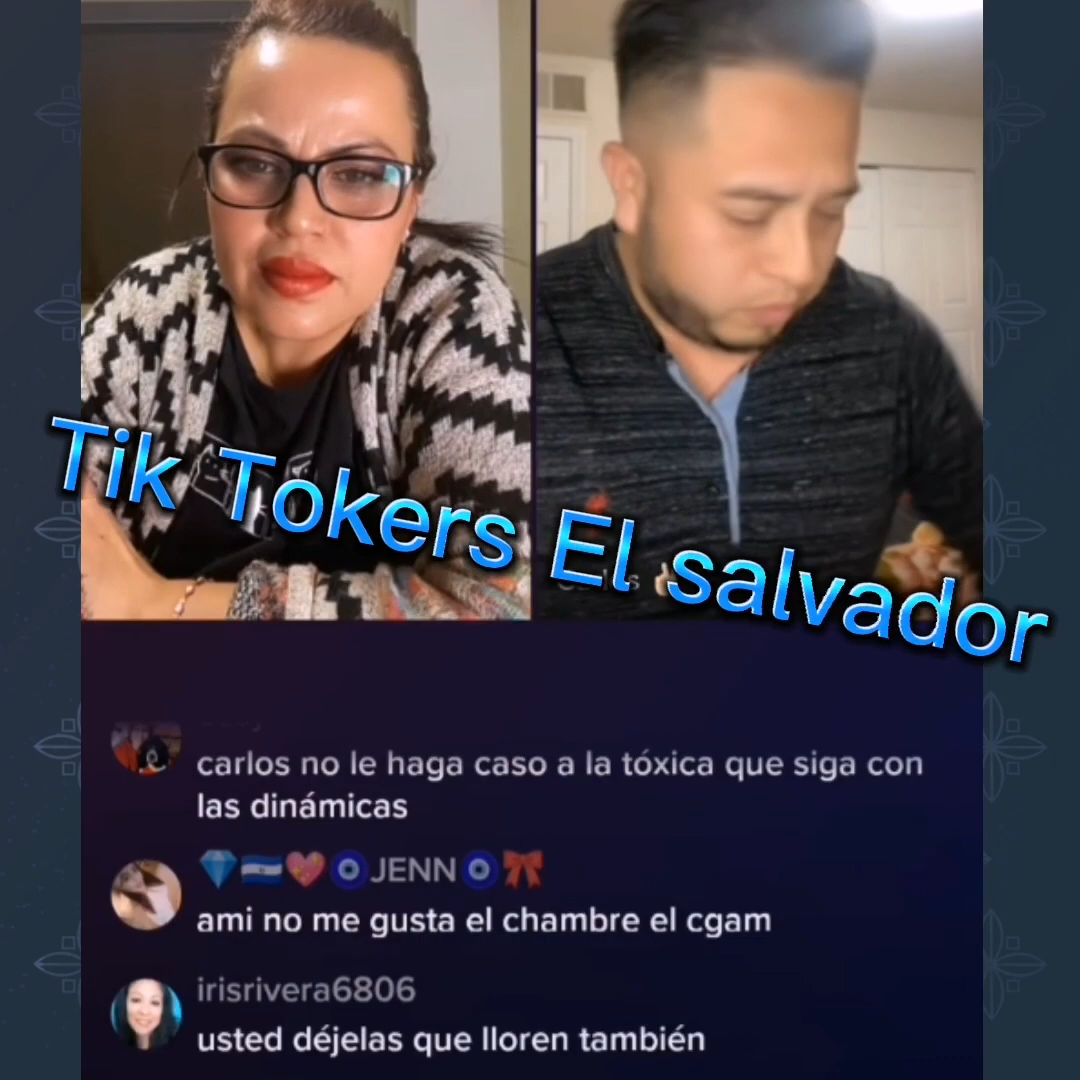 Tik Tokers El salvador
carlos no le haga caso a la tóxica que siga con
las dinámicas
💎🇸🇻💖🧿JENN🧿🎀
ami no me gusta el chambre el cgam
irisrivera6806
usted déjelas que lloren también